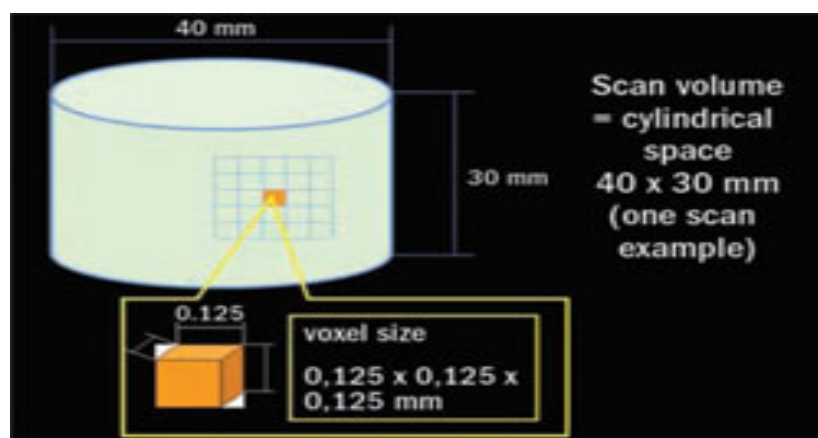 40 mm
30 mm
Scan volume
= cylindrical
space
40 x 30 mm
(one scan
example)
0.125
voxel size
0,125 x 0,125 x
0,125 mm